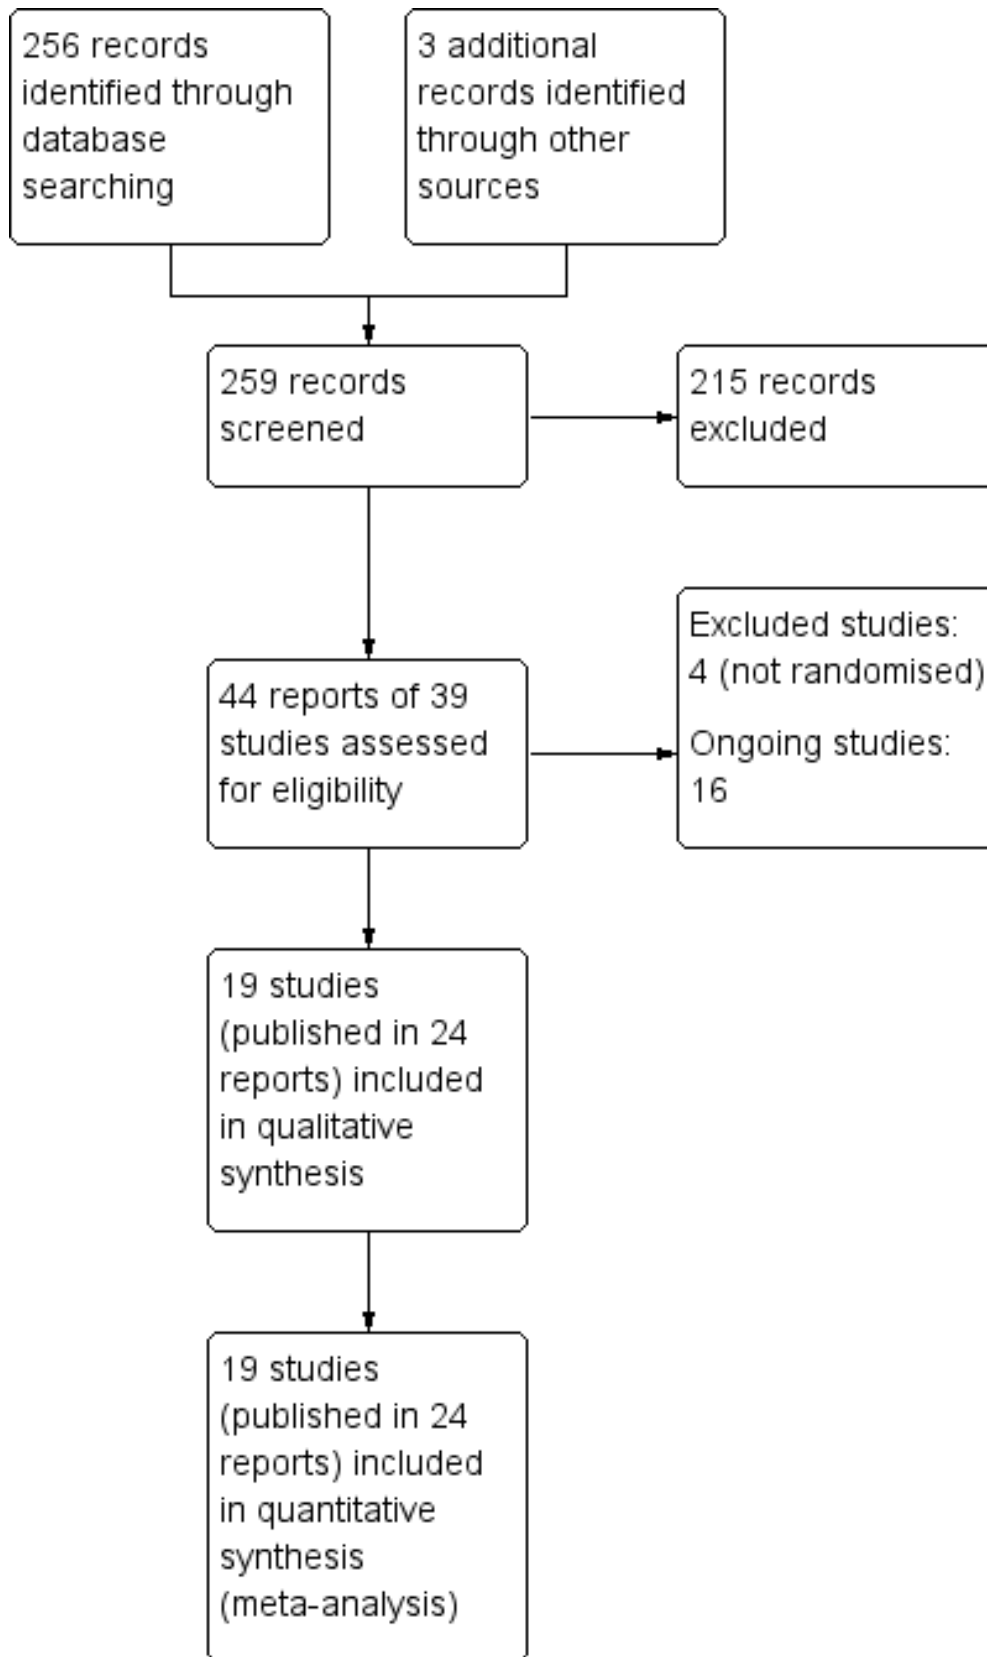 256 records
identified through
database
searching
3 additional
records identified
through other
sources
259 records
screened
215 records
excluded
44 reports of 39
studies assessed
for eligibility
Excluded studies:
4 (not randomised)
Ongoing studies:
16
19 studies
(published in 24
reports) included
in qualitative
synthesis
19 studies
(published in 24
reports) included
in quantitative
synthesis
(meta-analysis)